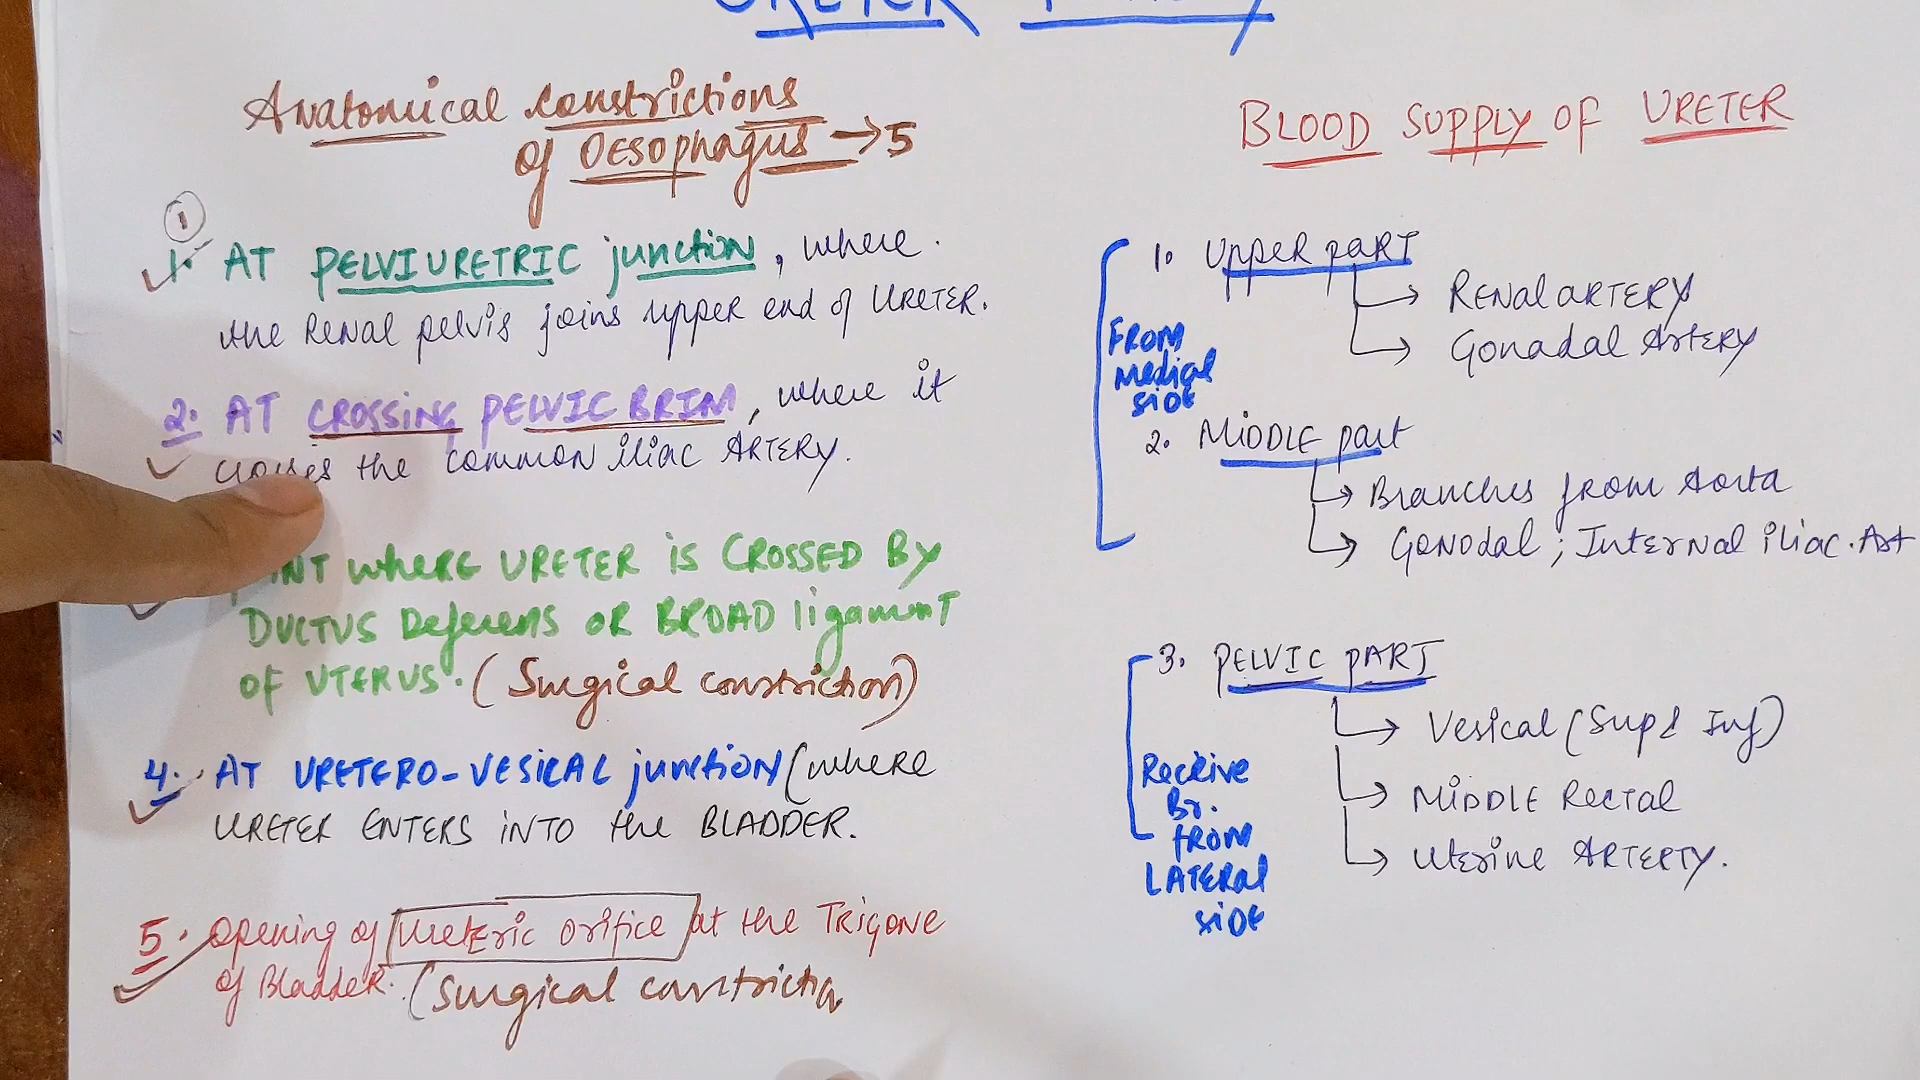 URETER
Anatomical constrictions
of OESophagus → 5
1
1. AT PELVIURETRIC junction, where
the RENal pelvis joins upper end of URETER.
2. AT CROSSING PELVIC BRIM, where it
crosses the common iliac ARTERY.
where URETER is CROSSED By
DUCTUS Deferens OR BROAD ligament
OF UTERUS. (Surgical constriction)
4. AT URETERO-VESICAL junction (where
URETER ENTERS iNTO the BLADDER.
5. Opening of Ureteric orifice at the TRIGONE
of Bladder. (Surgical constriction
BLOOD SUPPLY OF URETER
1. Upper pART
→ RENal ARTERY
→ Gonadal Artery
FROM
Medical
SIDE
2. MIDDLE part
→ Branches from Aorta
→ GONodal ; Internal iliac. Art
3. PELVIC pART
→ Vesical (Sup & Inf)
→ MIDDLE Rectal
→ Uterine ARTERTY.
Receive
Br.
from
LATERal
SIDE